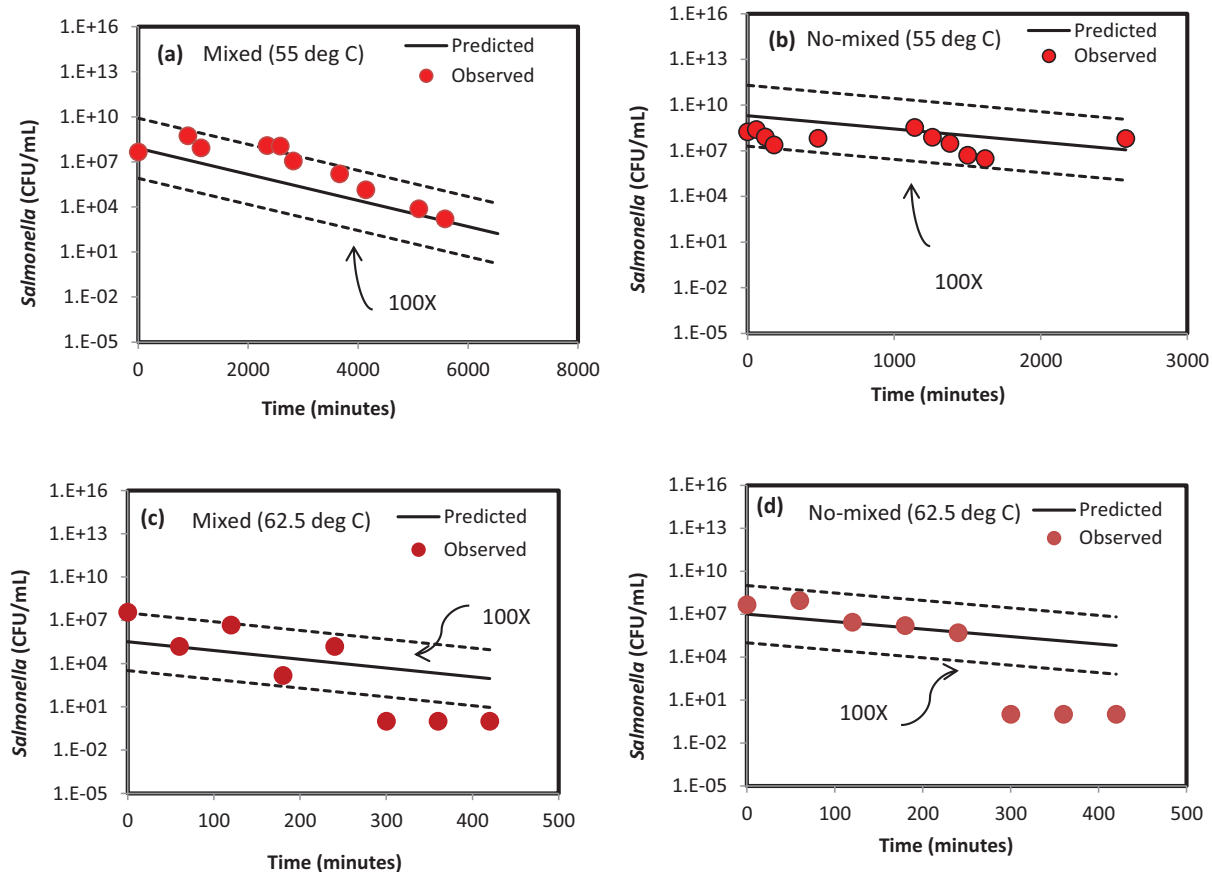 (a) Mixed (55 deg C)
Predicted
Observed
1.E+16
1.E+13
1.E+10
1.E+07
1.E+04
1.E+01
1.E-02
1.E-05
Salmonella (CFU/mL)
100X
0 2000 4000 6000 8000
Time (minutes)
(b) No-mixed (55 deg C)
Predicted
Observed
1.E+16
1.E+13
1.E+10
1.E+07
1.E+04
1.E+01
1.E-02
1.E-05
Salmonella (CFU/mL)
100X
0 1000 2000 3000
Time (minutes)
(c) Mixed (62.5 deg C)
Predicted
Observed
1.E+16
1.E+13
1.E+10
1.E+07
1.E+04
1.E+01
1.E-02
1.E-05
Salmonella (CFU/mL)
100X
0 100 200 300 400 500
Time (minutes)
(d)
No-mixed (62.5 deg C)
Predicted
Observed
1.E+16
1.E+13
1.E+10
1.E+07
1.E+04
1.E+01
1.E-02
1.E-05
Salmonella (CFU/mL)
100X
0 100 200 300 400 500
Time (minutes)